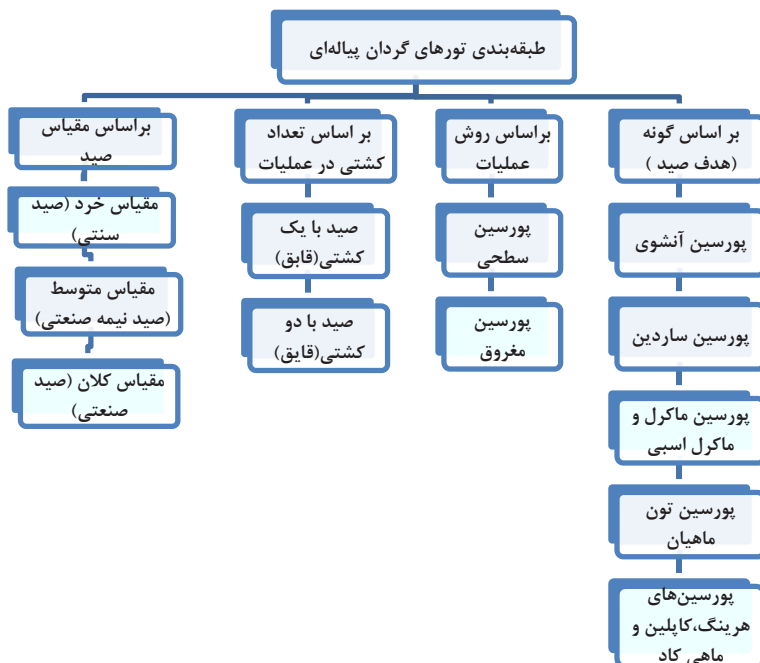 طبقه‌بندی تورهای گردان پیاله‌ای
بر اساس گونه
(هدف صید )
پورسین آنشوی
پورسین ساردین
پورسین ماکرل و
ماکرل اسبی
پورسین تون
ماهیان
پورسین‌های
هرینگ،کاپلین و
ماهی کاد
براساس روش
عملیات
پورسین
سطحی
پورسین
مغروق
بر اساس تعداد
کشتی در عملیات
صید با یک
کشتی(قابق)
صید با دو
کشتی(قایق)
براساس مقیاس
صید
مقیاس خرد (صید
سنتی)
مقیاس متوسط
(صید نیمه صنعتی)
مقیاس کلان (صید
صنعتی)